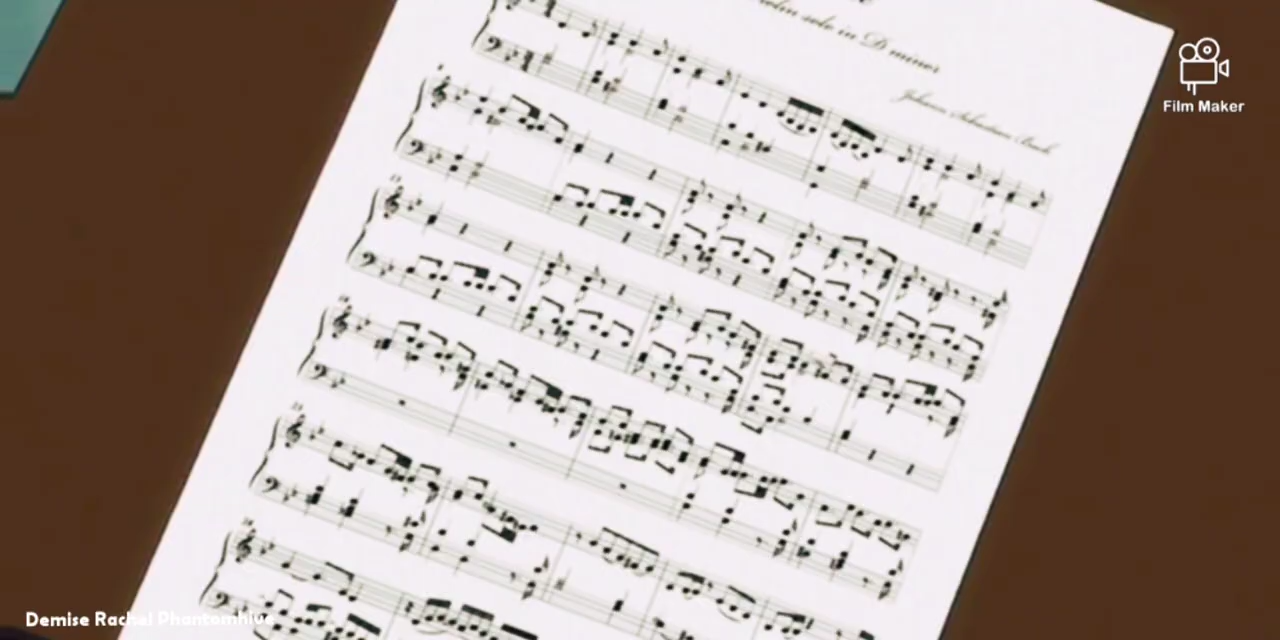 violin solo in D minor
Johann Sebastian Bach
Film Maker
Demise Rachel Phantomhive